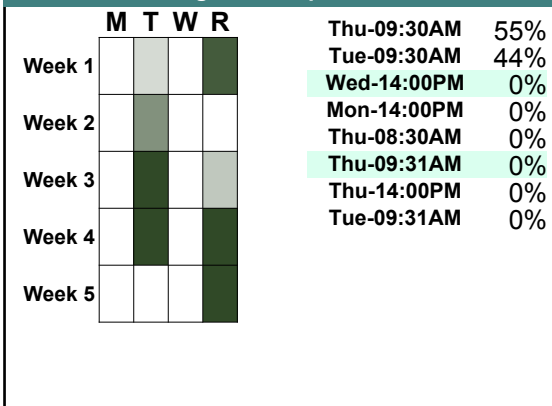 M T W R
Week 1
Week 2
Week 3
Week 4
Week 5
Thu-09:30AM 55%
Tue-09:30AM 44%
Wed-14:00PM 0%
Mon-14:00PM 0%
Thu-08:30AM 0%
Thu-09:31AM 0%
Thu-14:00PM 0%
Tue-09:31AM 0%